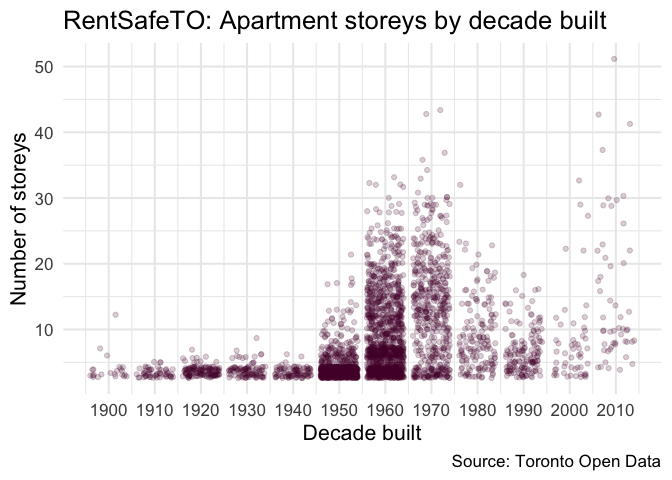 RentSafeTO: Apartment storeys by decade built
Number of storeys
50
40
30
20
10
1900 1910 1920 1930 1940 1950 1960 1970 1980 1990 2000 2010
Decade built
Source: Toronto Open Data